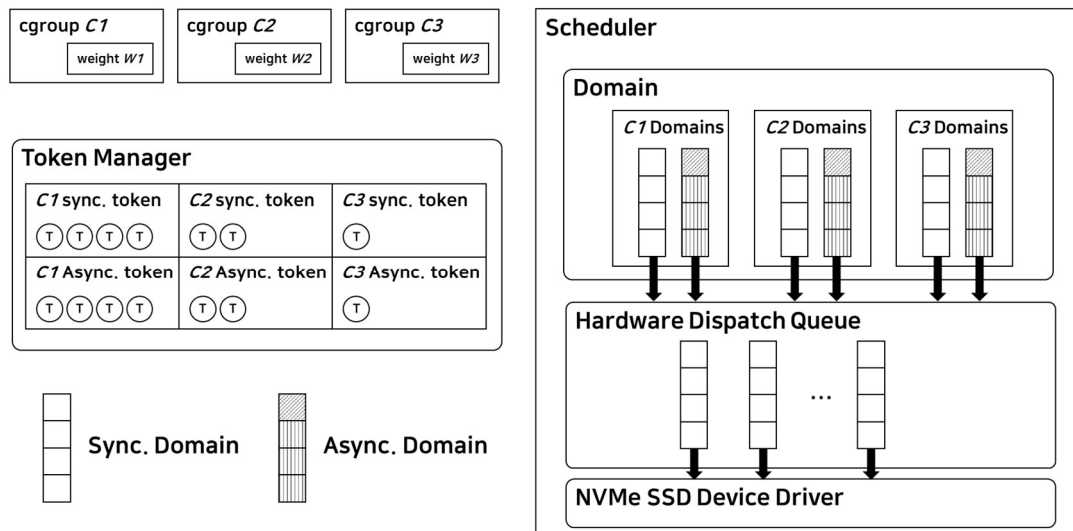 cgroup C1
weight W1
cgroup C2
weight W2
cgroup C3
weight W3
Token Manager
C1 sync. token
T T T T
C2 sync. token
T T
C3 sync. token
T
C1 Async. token
T T T T
C2 Async. token
T T
C3 Async. token
T
Sync. Domain
Async. Domain
Scheduler
Domain
C1 Domains
C2 Domains
C3 Domains
Hardware Dispatch Queue
...
NVMe SSD Device Driver